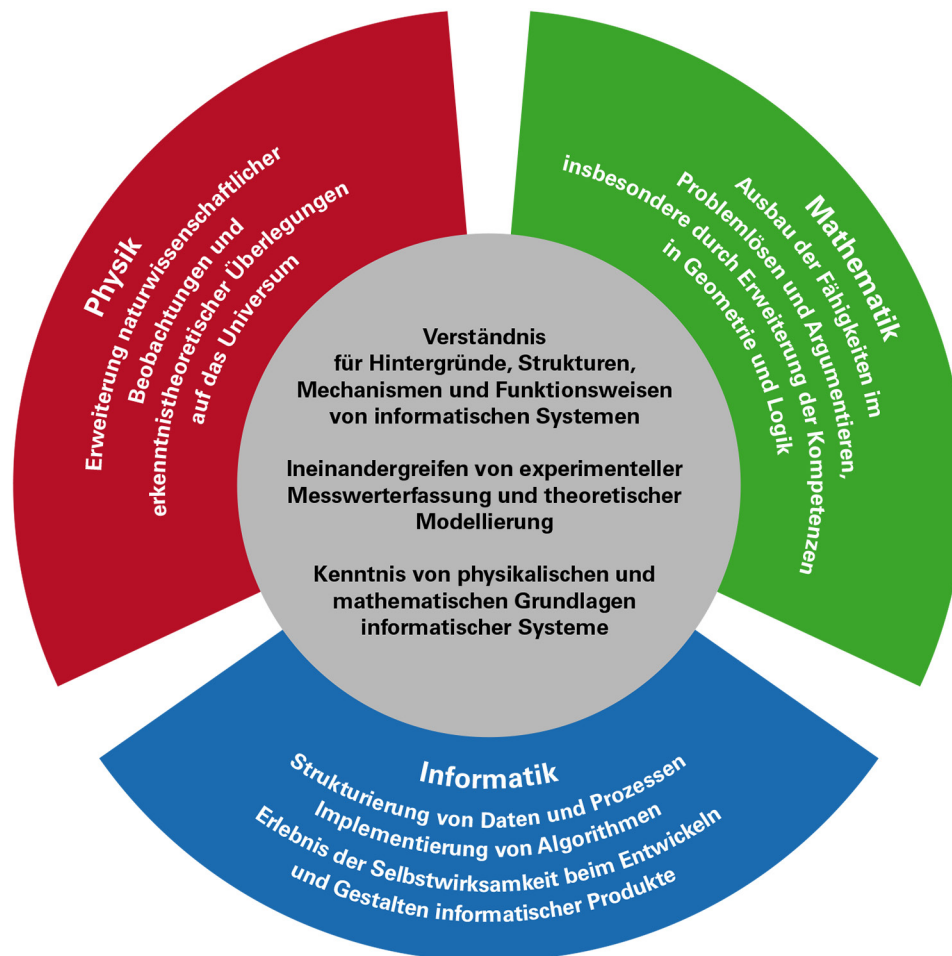 Physik
Erweiterung naturwissenschaftlicher
Beobachtungen und
erkenntnistheoretischer Überlegungen
auf das Universum
Mathematik
Ausbau der Fähigkeiten im
Problemlösen und Argumentieren,
insbesondere durch Erweiterung der Kompetenzen
in Geometrie und Logik
Verständnis
für Hintergründe, Strukturen,
Mechanismen und Funktionsweisen
von informatischen Systemen
Ineinandergreifen von experimenteller
Messwerterfassung und theoretischer
Modellierung
Kenntnis von physikalischen und
mathematischen Grundlagen
informatischer Systeme
Informatik
Strukturierung von Daten und Prozessen
Implementierung von Algorithmen
Erlebnis der Selbstwirksamkeit beim Entwickeln
und Gestalten informatischer Produkte